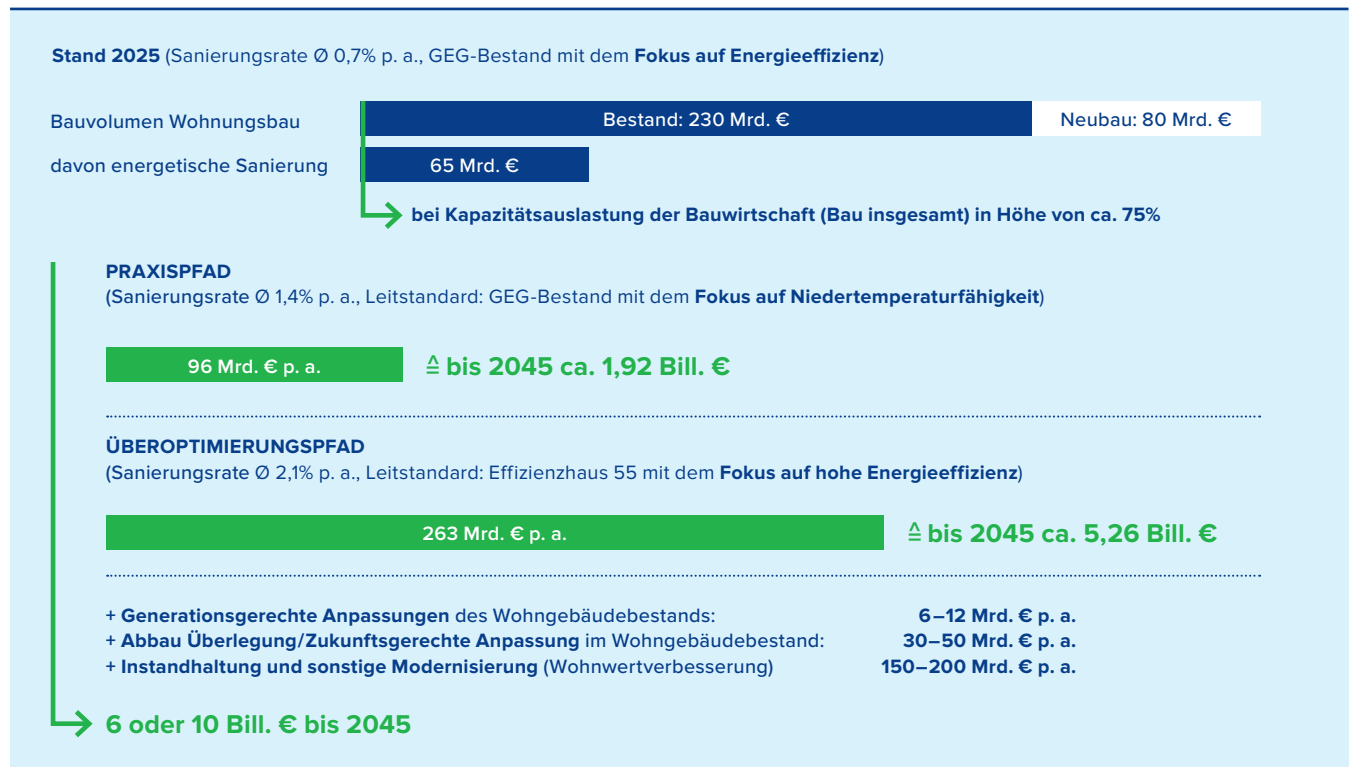 Stand 2025 (Sanierungsrate Ø 0,7% p. a., GEG-Bestand mit dem Fokus auf Energieeffizienz)
Bauvolumen Wohnungsbau
Bestand: 230 Mrd. €
Neubau: 80 Mrd. €
davon energetische Sanierung
65 Mrd. €
bei Kapazitätsauslastung der Bauwirtschaft (Bau insgesamt) in Höhe von ca. 75%
PRAXISPFAD
(Sanierungsrate Ø 1,4% p. a., Leitstandard: GEG-Bestand mit dem Fokus auf Niedertemperaturfähigkeit)
96 Mrd. € p. a.
≙ bis 2045 ca. 1,92 Bill. €
ÜBEROPTIMIERUNGSPFAD
(Sanierungsrate Ø 2,1% p. a., Leitstandard: Effizienzhaus 55 mit dem Fokus auf hohe Energieeffizienz)
263 Mrd. € p. a.
≙ bis 2045 ca. 5,26 Bill. €
+ Generationsgerechte Anpassungen des Wohngebäudebestands: 6–12 Mrd. € p. a.
+ Abbau Überlegung/Zukunftsgerechte Anpassung im Wohngebäudebestand: 30–50 Mrd. € p. a.
+ Instandhaltung und sonstige Modernisierung (Wohnwertverbesserung) 150–200 Mrd. € p. a.
6 oder 10 Bill. € bis 2045